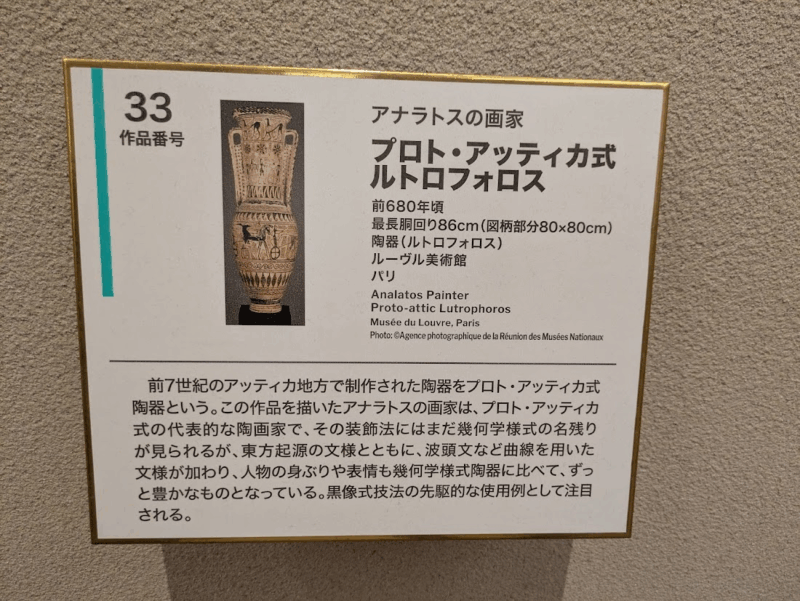 33
作品番号
アナラトスの画家
プロト・アッティカ式
ルトロフォロス
前680年頃
最長胴回り86cm(図柄部分80×80cm)
陶器(ルトロフォロス)
ルーヴル美術館
パリ
Analatos Painter
Proto-attic Lutrophoros
Musée du Louvre, Paris
Photo: ©Agence photographique de la Réunion des Musées Nationaux
前7世紀のアッティカ地方で制作された陶器をプロト・アッティカ式
陶器という。この作品を描いたアナラトスの画家は、プロト・アッティカ
式の代表的な陶画家で、その装飾法にはまだ幾何学様式の名残り
が見られるが、東方起源の文様とともに、波頭文など曲線を用いた
文様が加わり、人物の身ぶりや表情も幾何学様式陶器に比べて、ずっ
と豊かなものとなっている。黒像式技法の先駆的な使用例として注目
される。